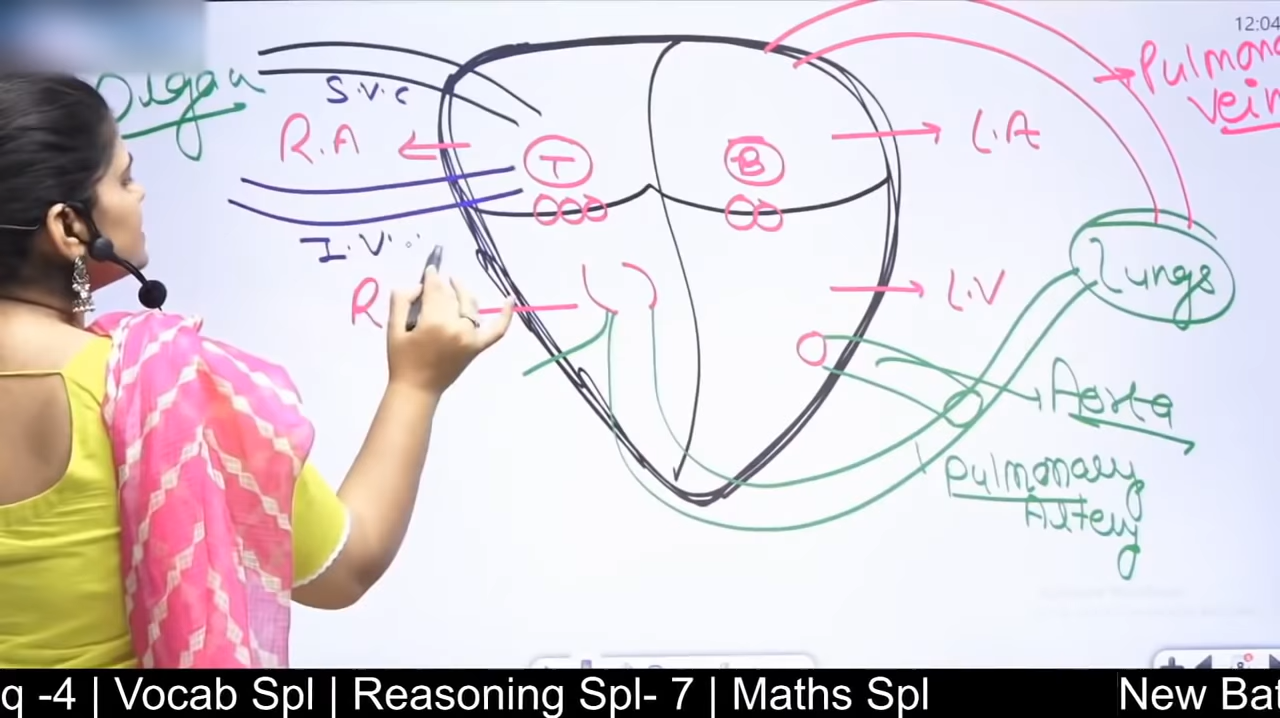 12:04
Organ
S.V.C
Pulmona
vein
R.A
T
B
L.A
I.V.
Lungs
R
L.V
Aorta
Pulmonary
Artery
q -4 | Vocab Spl | Reasoning Spl- 7 | Maths Spl
New Bat